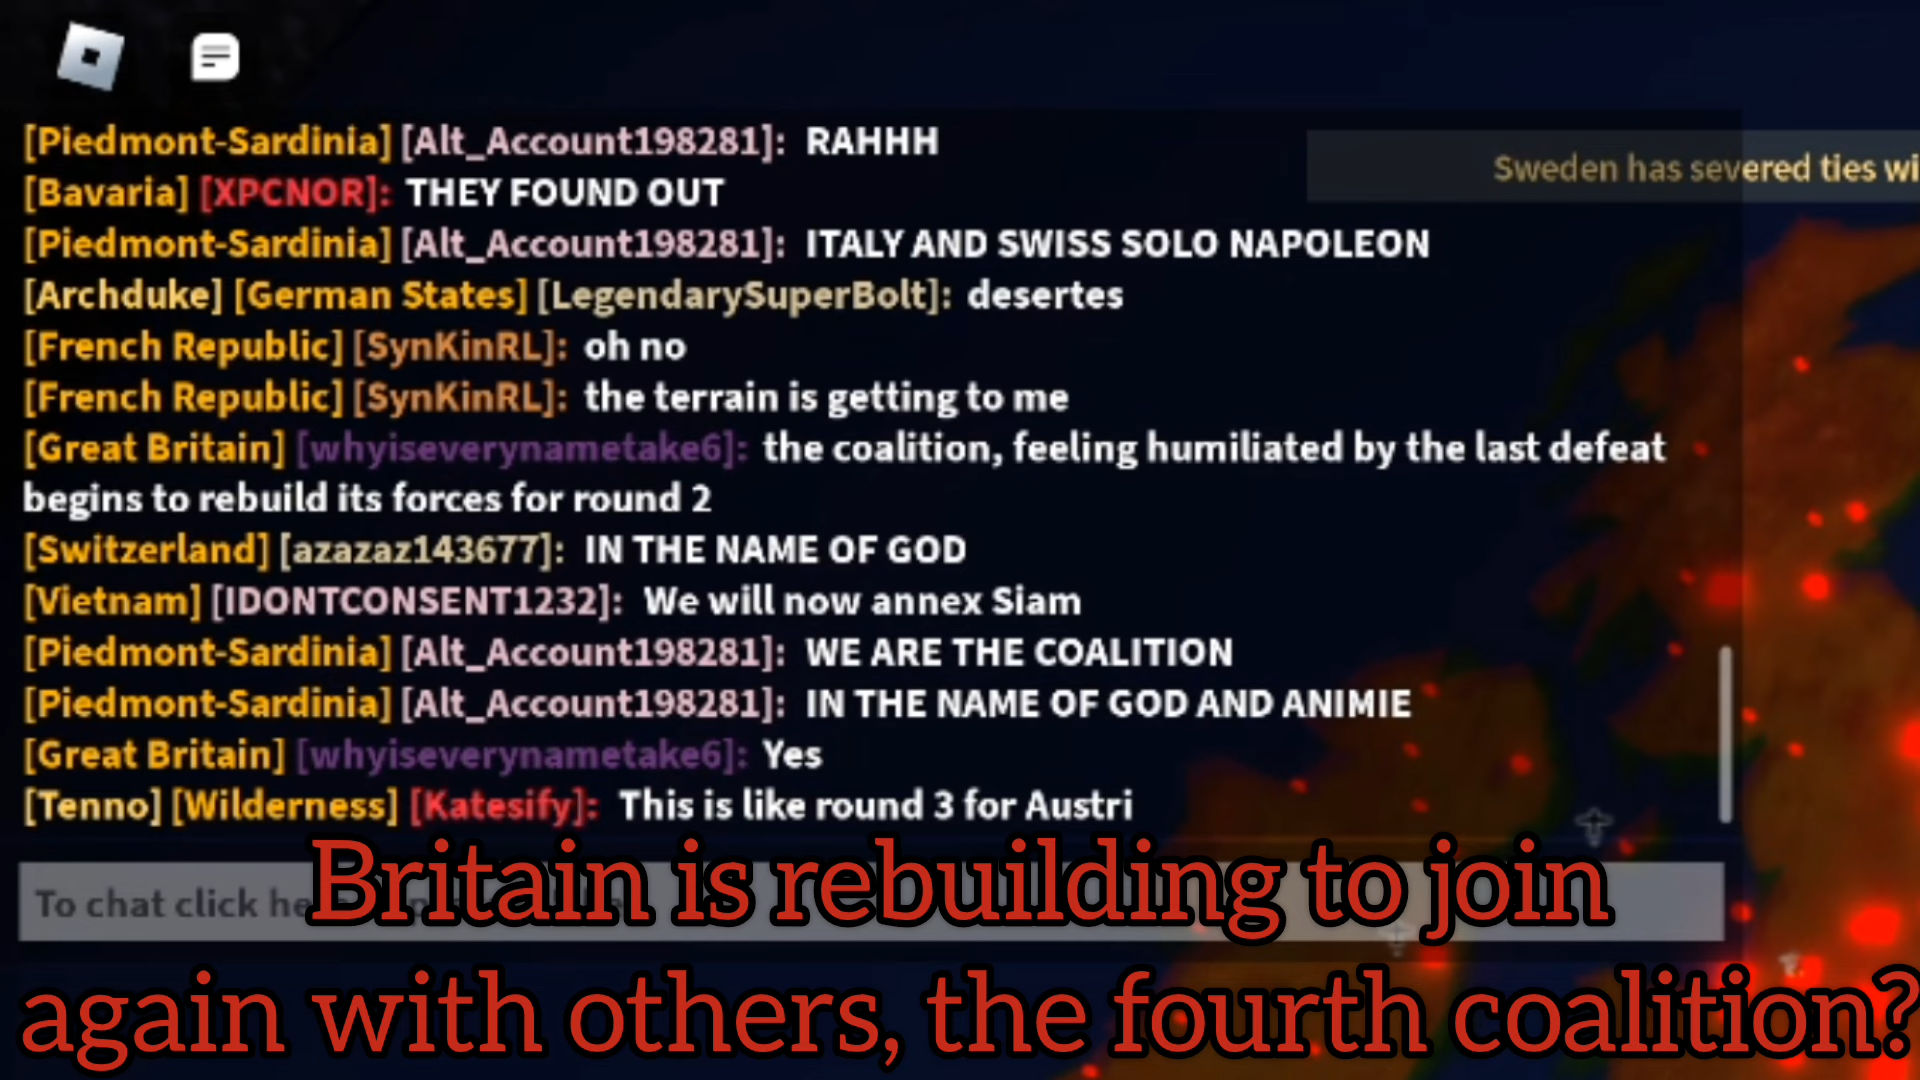 [Piedmont-Sardinia] [Alt_Account198281]: RAHHH
Sweden has severed ties wi
[Bavaria] [XPCNOR]: THEY FOUND OUT
[Piedmont-Sardinia] [Alt_Account198281]: ITALY AND SWISS SOLO NAPOLEON
[Archduke] [German States] [LegendarySuperBolt]: desertes
[French Republic] [SynKinRL]: oh no
[French Republic] [SynKinRL]: the terrain is getting to me
[Great Britain] [whyiseverynametake6]: the coalition, feeling humiliated by the last defeat
begins to rebuild its forces for round 2
[Switzerland] [azazaz143677]: IN THE NAME OF GOD
[Vietnam] [IDONTCONSENT1232]: We will now annex Siam
[Piedmont-Sardinia] [Alt_Account198281]: WE ARE THE COALITION
[Piedmont-Sardinia] [Alt_Account198281]: IN THE NAME OF GOD AND ANIMIE
[Great Britain] [whyiseverynametake6]: Yes
[Tenno] [Wilderness] [Katesify]: This is like round 3 for Austri
To chat click
Britain is rebuilding to join
again with others, the fourth coalition?